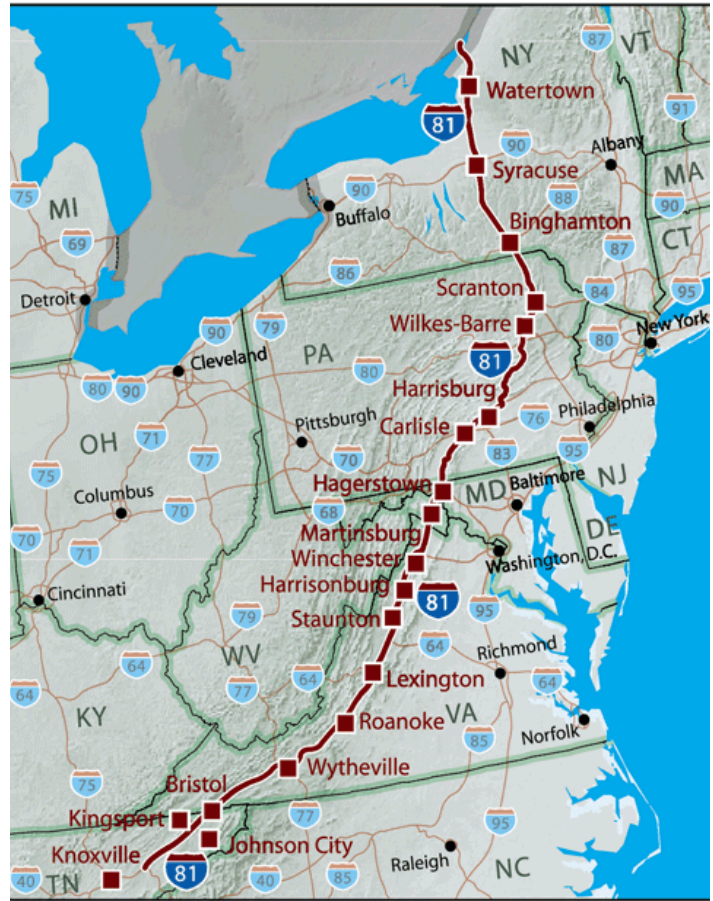 NY
87
VT
Watertown
81
91
90
Albany
Syracuse
MA
75
MI
90
88
90
Buffalo
Binghamton
CT
69
87
86
Detroit
Scranton
84
95
79
90
Wilkes-Barre
New York
PA
81
80
Cleveland
80
80
90
Harrisburg
Pittsburgh
Carlisle
76
Philadelphia
OH
71
77
70
83
95
75
Hagerstown
NJ
Columbus
MD
Baltimore
70
68
DE
Martinsburg
70
71
Winchester
Washington, D.C.
Cincinnati
Harrisonburg
81
95
79
Staunton
64
64
WV
Richmond
64
77
Lexington
64
KY
Roanoke
VA
Norfolk
85
Wytheville
75
Bristol
77
Kingsport
95
Johnson City
Knoxville
81
Raleigh
NC
40
TN
40
85